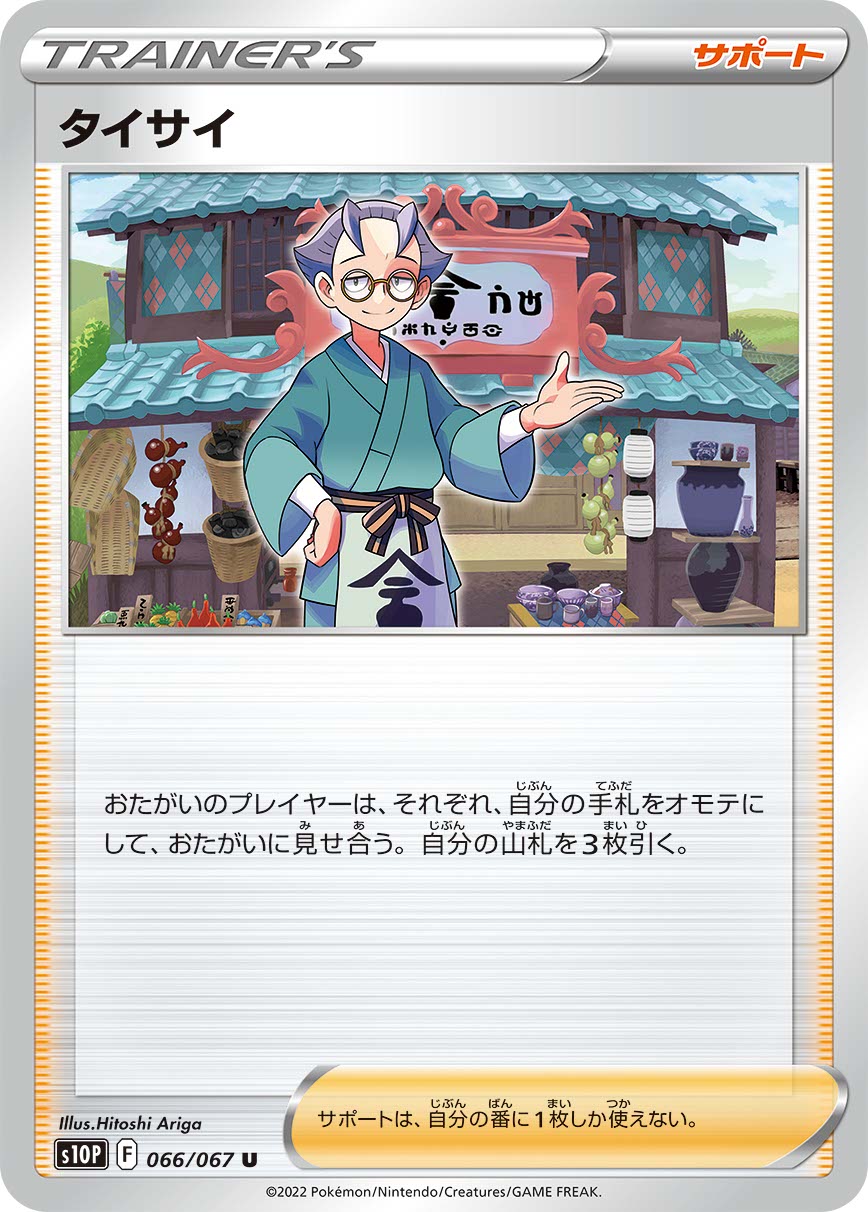 TRAINER'S
サポート
タイサイ
おたがいのプレイヤーは、それぞれ、自分の手札をオモテに
して、おたがいに見せ合う。自分の山札を3枚引く。
サポートは、自分の番に1枚しか使えない。
Illus.Hitoshi Ariga
s10P F 066/067 U
©2022 Pokémon/Nintendo/Creatures/GAME FREAK.